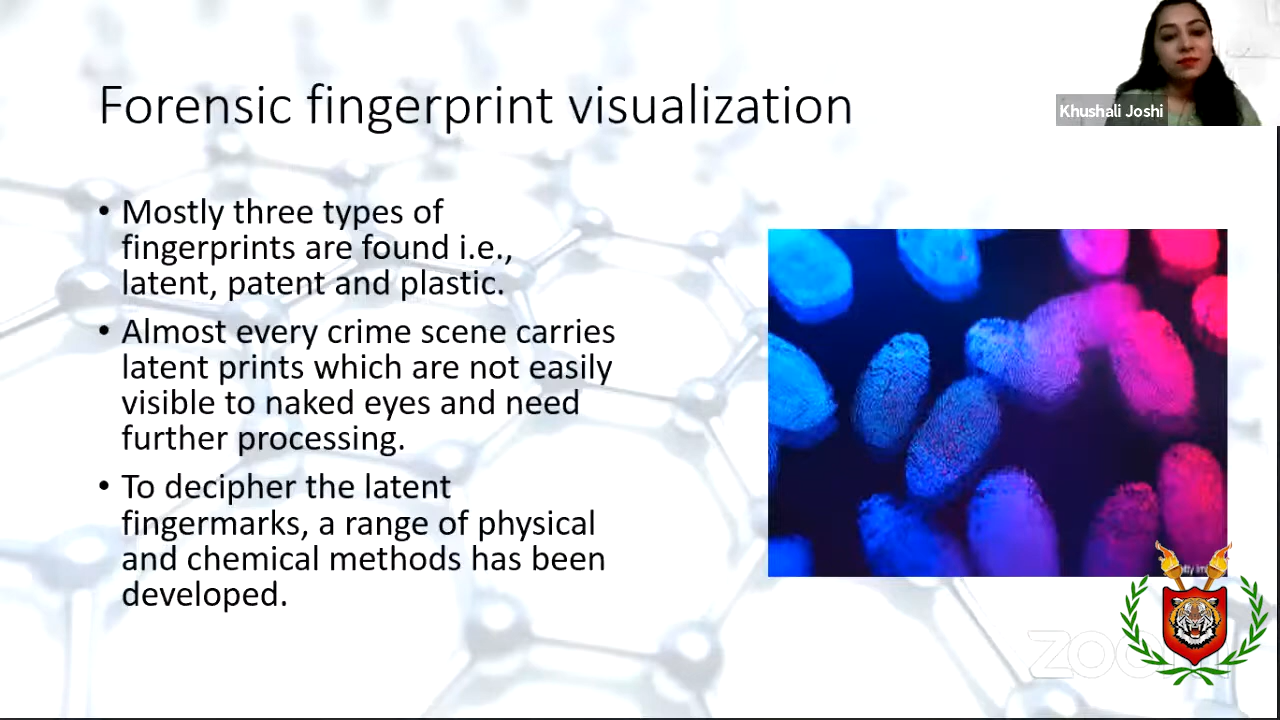 Forensic fingerprint visualization
Khushali Joshi
• Mostly three types of
fingerprints are found i.e.,
latent, patent and plastic.
• Almost every crime scene carries
latent prints which are not easily
visible to naked eyes and need
further processing.
• To decipher the latent
fingermarks, a range of physical
and chemical methods has been
developed.
zoom